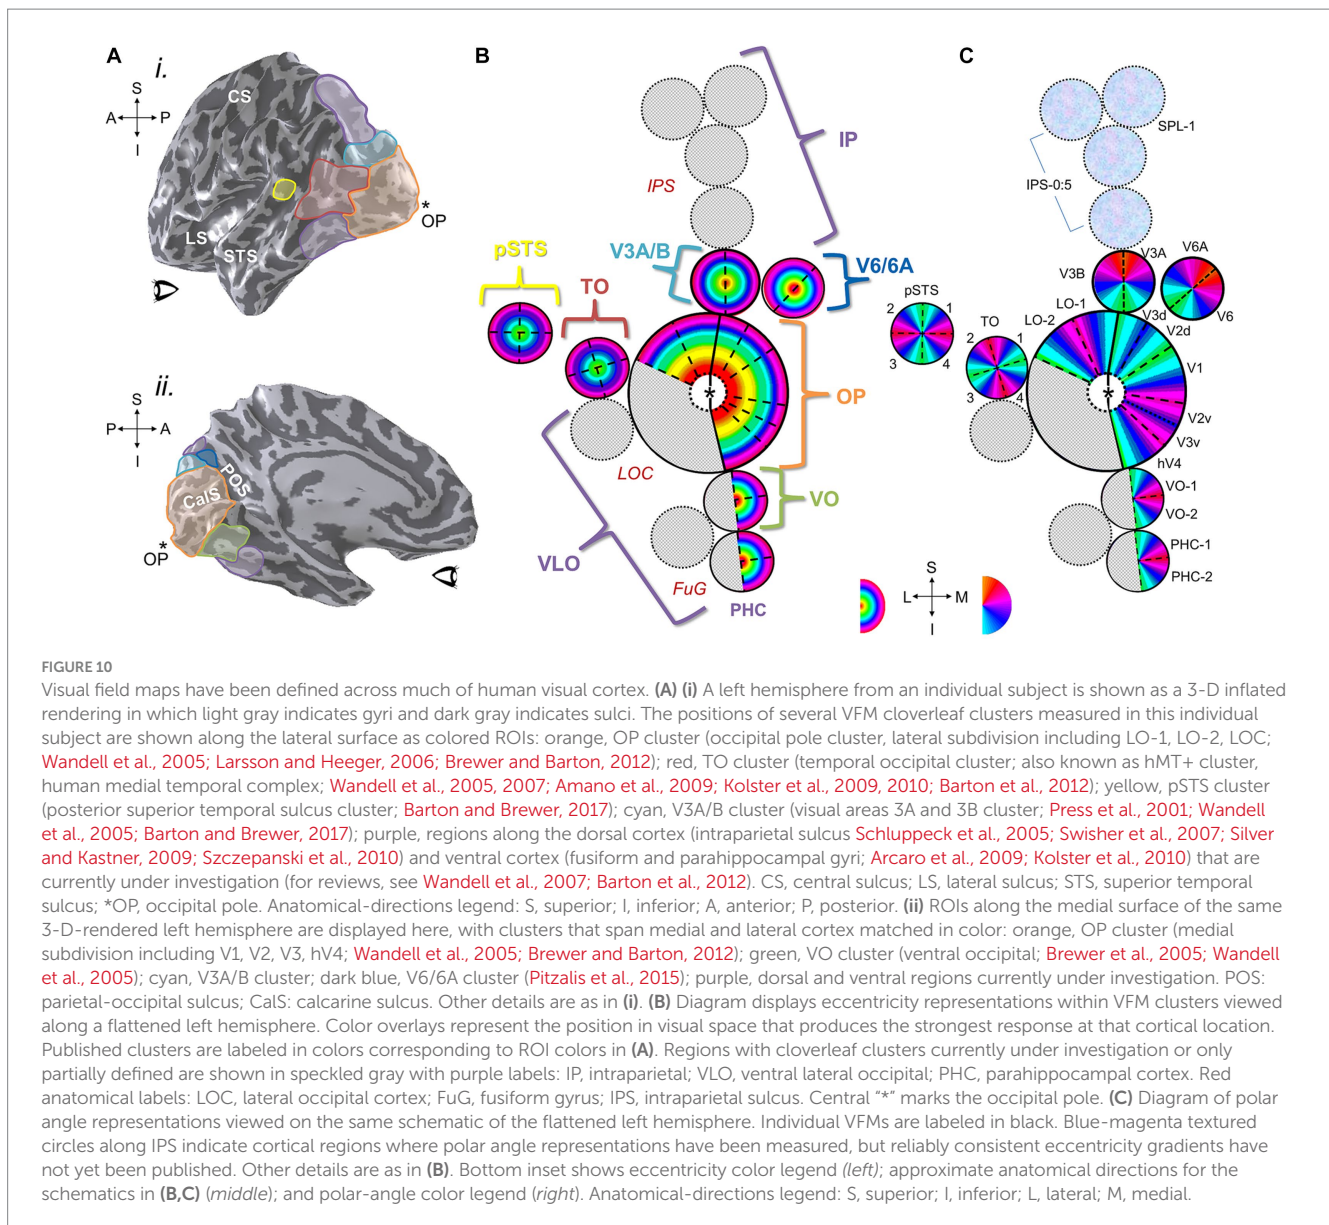 A
B
C
i.
S
A
P
I
CS
LS
STS
*
OP
ii.
S
P
A
I
POS
CalS
*
OP
IP
IPS
pSTS
V3A/B
V6/6A
TO
OP
*
LOC
VO
VLO
FuG
PHC
SPL-1
IPS-0:5
V3A
V6A
V3B
pSTS
LO-1
V3d
V6
2
1
LO-2
V2d
TO
2
1
V1
3
4
*
3
4
V2v
V3v
hV4
VO-1
VO-2
PHC-1
PHC-2
S
L
M
I
FIGURE 10
Visual field maps have been defined across much of human visual cortex. (A) (i) A left hemisphere from an individual subject is shown as a 3-D inflated
rendering in which light gray indicates gyri and dark gray indicates sulci. The positions of several VFM cloverleaf clusters measured in this individual
subject are shown along the lateral surface as colored ROIs: orange, OP cluster (occipital pole cluster, lateral subdivision including LO-1, LO-2, LOC;
Wandell et al., 2005; Larsson and Heeger, 2006; Brewer and Barton, 2012); red, TO cluster (temporal occipital cluster; also known as hMT+ cluster,
human medial temporal complex; Wandell et al., 2005, 2007; Amano et al., 2009; Kolster et al., 2009, 2010; Barton et al., 2012); yellow, pSTS cluster
(posterior superior temporal sulcus cluster; Barton and Brewer, 2017); cyan, V3A/B cluster (visual areas 3A and 3B cluster; Press et al., 2001; Wandell
et al., 2005; Barton and Brewer, 2017); purple, regions along the dorsal cortex (intraparietal sulcus Schluppeck et al., 2005; Swisher et al., 2007; Silver
and Kastner, 2009; Szczepanski et al., 2010) and ventral cortex (fusiform and parahippocampal gyri; Arcaro et al., 2009; Kolster et al., 2010) that are
currently under investigation (for reviews, see Wandell et al., 2007; Barton et al., 2012). CS, central sulcus; LS, lateral sulcus; STS, superior temporal
sulcus; *OP, occipital pole. Anatomical-directions legend: S, superior; I, inferior; A, anterior; P, posterior. (ii) ROIs along the medial surface of the same
3-D-rendered left hemisphere are displayed here, with clusters that span medial and lateral cortex matched in color: orange, OP cluster (medial
subdivision including V1, V2, V3, hV4; Wandell et al., 2005; Brewer and Barton, 2012); green, VO cluster (ventral occipital; Brewer et al., 2005; Wandell
et al., 2005); cyan, V3A/B cluster; dark blue, V6/6A cluster (Pitzalis et al., 2015); purple, dorsal and ventral regions currently under investigation. POS:
parietal-occipital sulcus; CalS: calcarine sulcus. Other details are as in (i). (B) Diagram displays eccentricity representations within VFM clusters viewed
along a flattened left hemisphere. Color overlays represent the position in visual space that produces the strongest response at that cortical location.
Published clusters are labeled in colors corresponding to ROI colors in (A). Regions with cloverleaf clusters currently under investigation or only
partially defined are shown in speckled gray with purple labels: IP, intraparietal; VLO, ventral lateral occipital; PHC, parahippocampal cortex. Red
anatomical labels: LOC, lateral occipital cortex; FuG, fusiform gyrus; IPS, intraparietal sulcus. Central "*" marks the occipital pole. (C) Diagram of polar
angle representations viewed on the same schematic of the flattened left hemisphere. Individual VFMs are labeled in black. Blue-magenta textured
circles along IPS indicate cortical regions where polar angle representations have been measured, but reliably consistent eccentricity gradients have
not yet been published. Other details are as in (B). Bottom inset shows eccentricity color legend (left); approximate anatomical directions for the
schematics in (B,C) (middle); and polar-angle color legend (right). Anatomical-directions legend: S, superior; I, inferior; L, lateral; M, medial.